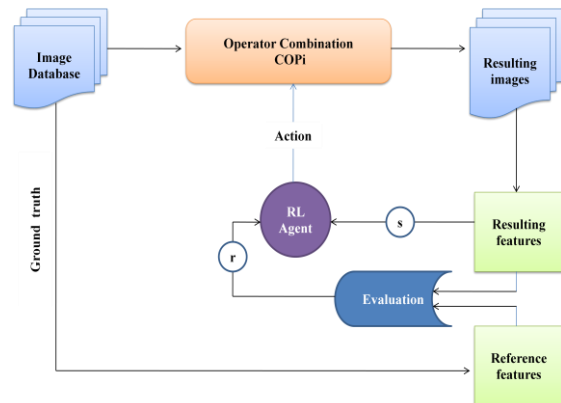 Image
Database
Operator Combination
COPi
Resulting
images
Action
Ground truth
RL
Agent
s
Resulting
features
r
Evaluation
Reference
features